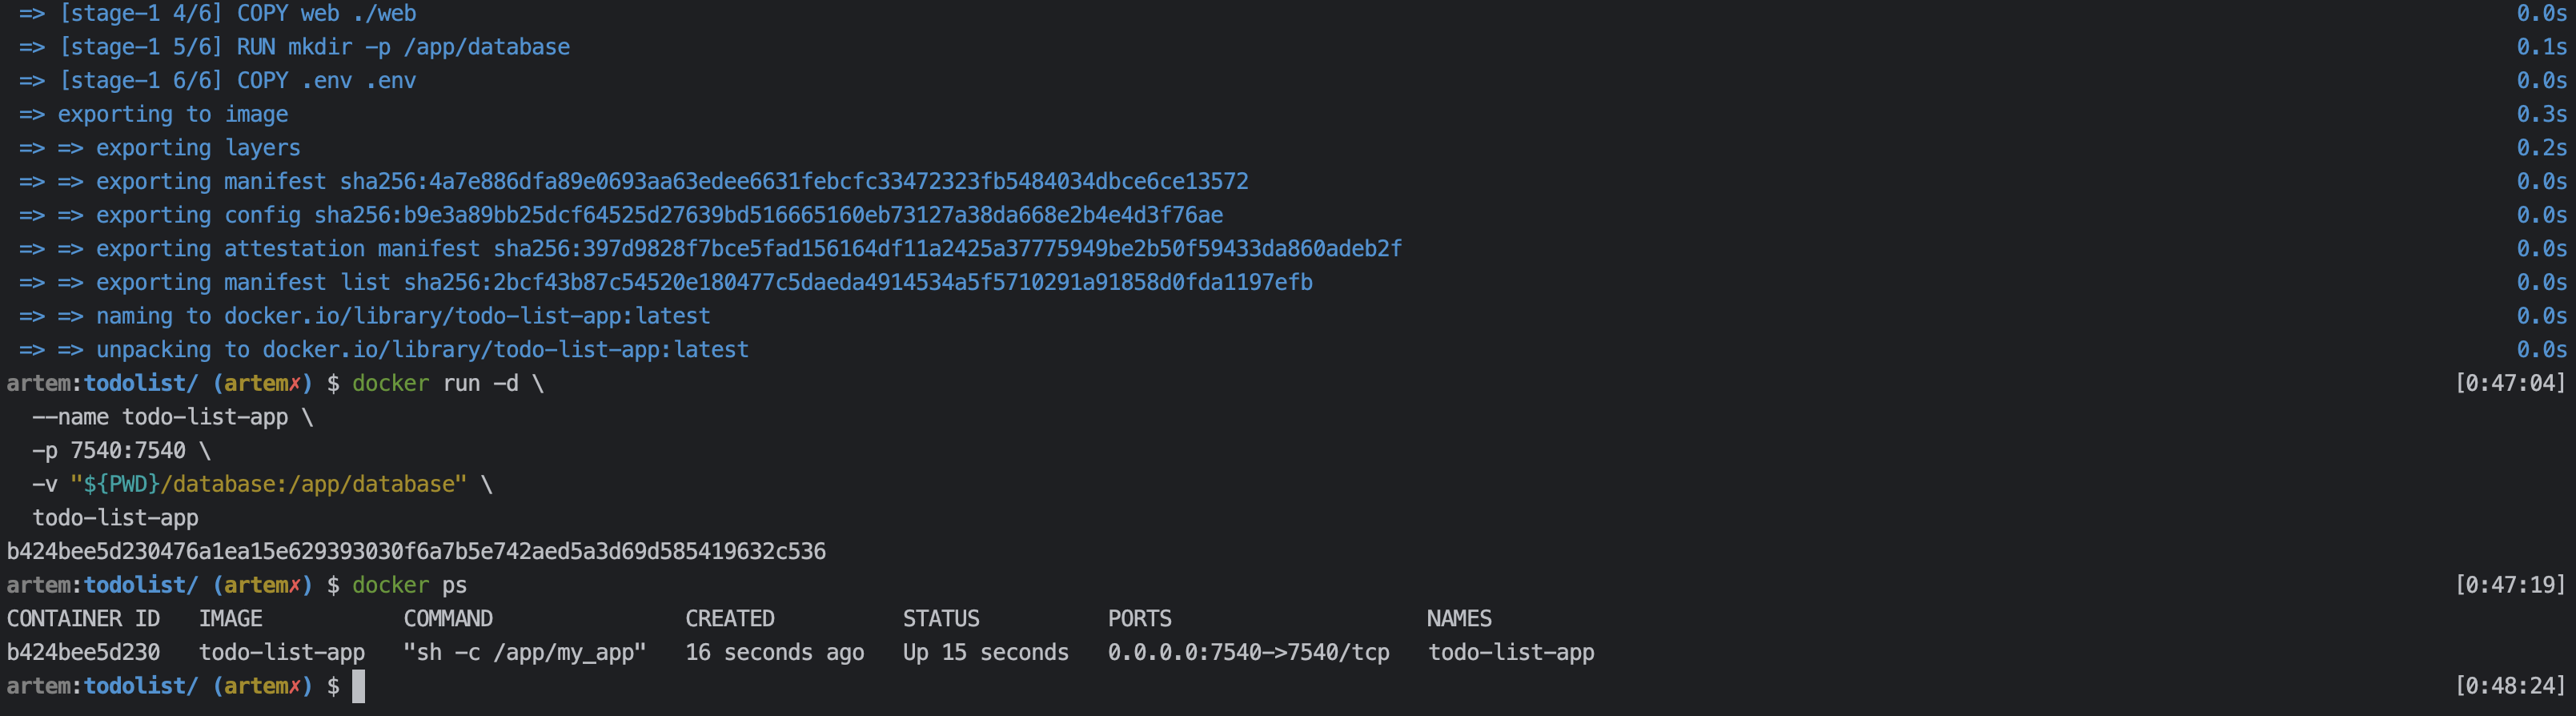 => [stage-1 4/6] COPY web ./web 0.0s
=> [stage-1 5/6] RUN mkdir -p /app/database 0.1s
=> [stage-1 6/6] COPY .env .env 0.0s
=> exporting to image 0.3s
=> => exporting layers 0.2s
=> => exporting manifest sha256:4a7e886dfa89e0693aa63edee6631febcfc33472323fb5484034dbce6ce13572 0.0s
=> => exporting config sha256:b9e3a89bb25dcf64525d27639bd516665160eb73127a38da668e2b4e4d3f76ae 0.0s
=> => exporting attestation manifest sha256:397d9828f7bce5fad156164df11a2425a37775949be2b50f59433da860adeb2f 0.0s
=> => exporting manifest list sha256:2bcf43b87c54520e180477c5daeda4914534a5f5710291a91858d0fda1197efb 0.0s
=> => naming to docker.io/library/todo-list-app:latest 0.0s
=> => unpacking to docker.io/library/todo-list-app:latest 0.0s
artem:todolist/ (artem✗) $ docker run -d \ [0:47:04]
--name todo-list-app \
-p 7540:7540 \
-v "${PWD}/database:/app/database" \
todo-list-app
b424bee5d230476a1ea15e629393030f6a7b5e742aed5a3d69d585419632c536
artem:todolist/ (artem✗) $ docker ps [0:47:19]
CONTAINER ID IMAGE COMMAND CREATED STATUS PORTS NAMES
b424bee5d230 todo-list-app "sh -c /app/my_app" 16 seconds ago Up 15 seconds 0.0.0.0:7540->7540/tcp todo-list-app
artem:todolist/ (artem✗) $ [0:48:24]